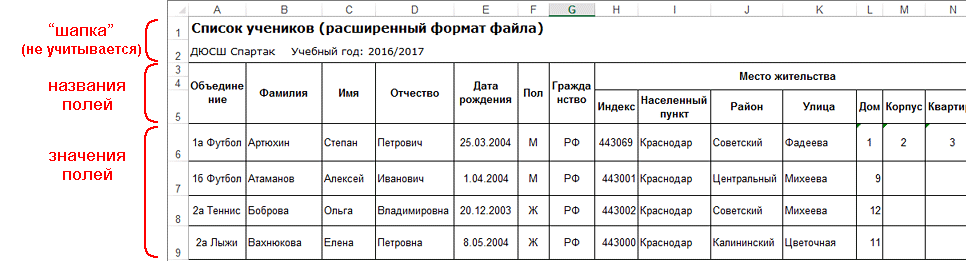 A B C D E F G H I J K L M N
“шапка”
(не учитывается)
1 Список учеников (расширенный формат файла)
2 ДЮСШ Спартак Учебный год: 2016/2017
названия
полей
3
4
5
Объедине
ние
Фамилия
Имя
Отчество
Дата
рождения
Пол
Гражда
нство
Место жительства
Индекс
Населенный
пункт
Район
Улица
Дом
Корпус
Кварти
значения
полей
6 1а Футбол Артюхин Степан Петрович 25.03.2004 М РФ 443069 Краснодар Советский Фадеева 1 2 3
7 1б Футбол Атаманов Алексей Иванович 1.04.2004 М РФ 443001 Краснодар Центральный Михеева 9
8 2а Теннис Боброва Ольга Владимировна 20.12.2003 Ж РФ 443002 Краснодар Советский Михеева 12
9 2а Лыжи Вахнюкова Елена Петровна 8.05.2004 Ж РФ 443000 Краснодар Калининский Цветочная 11